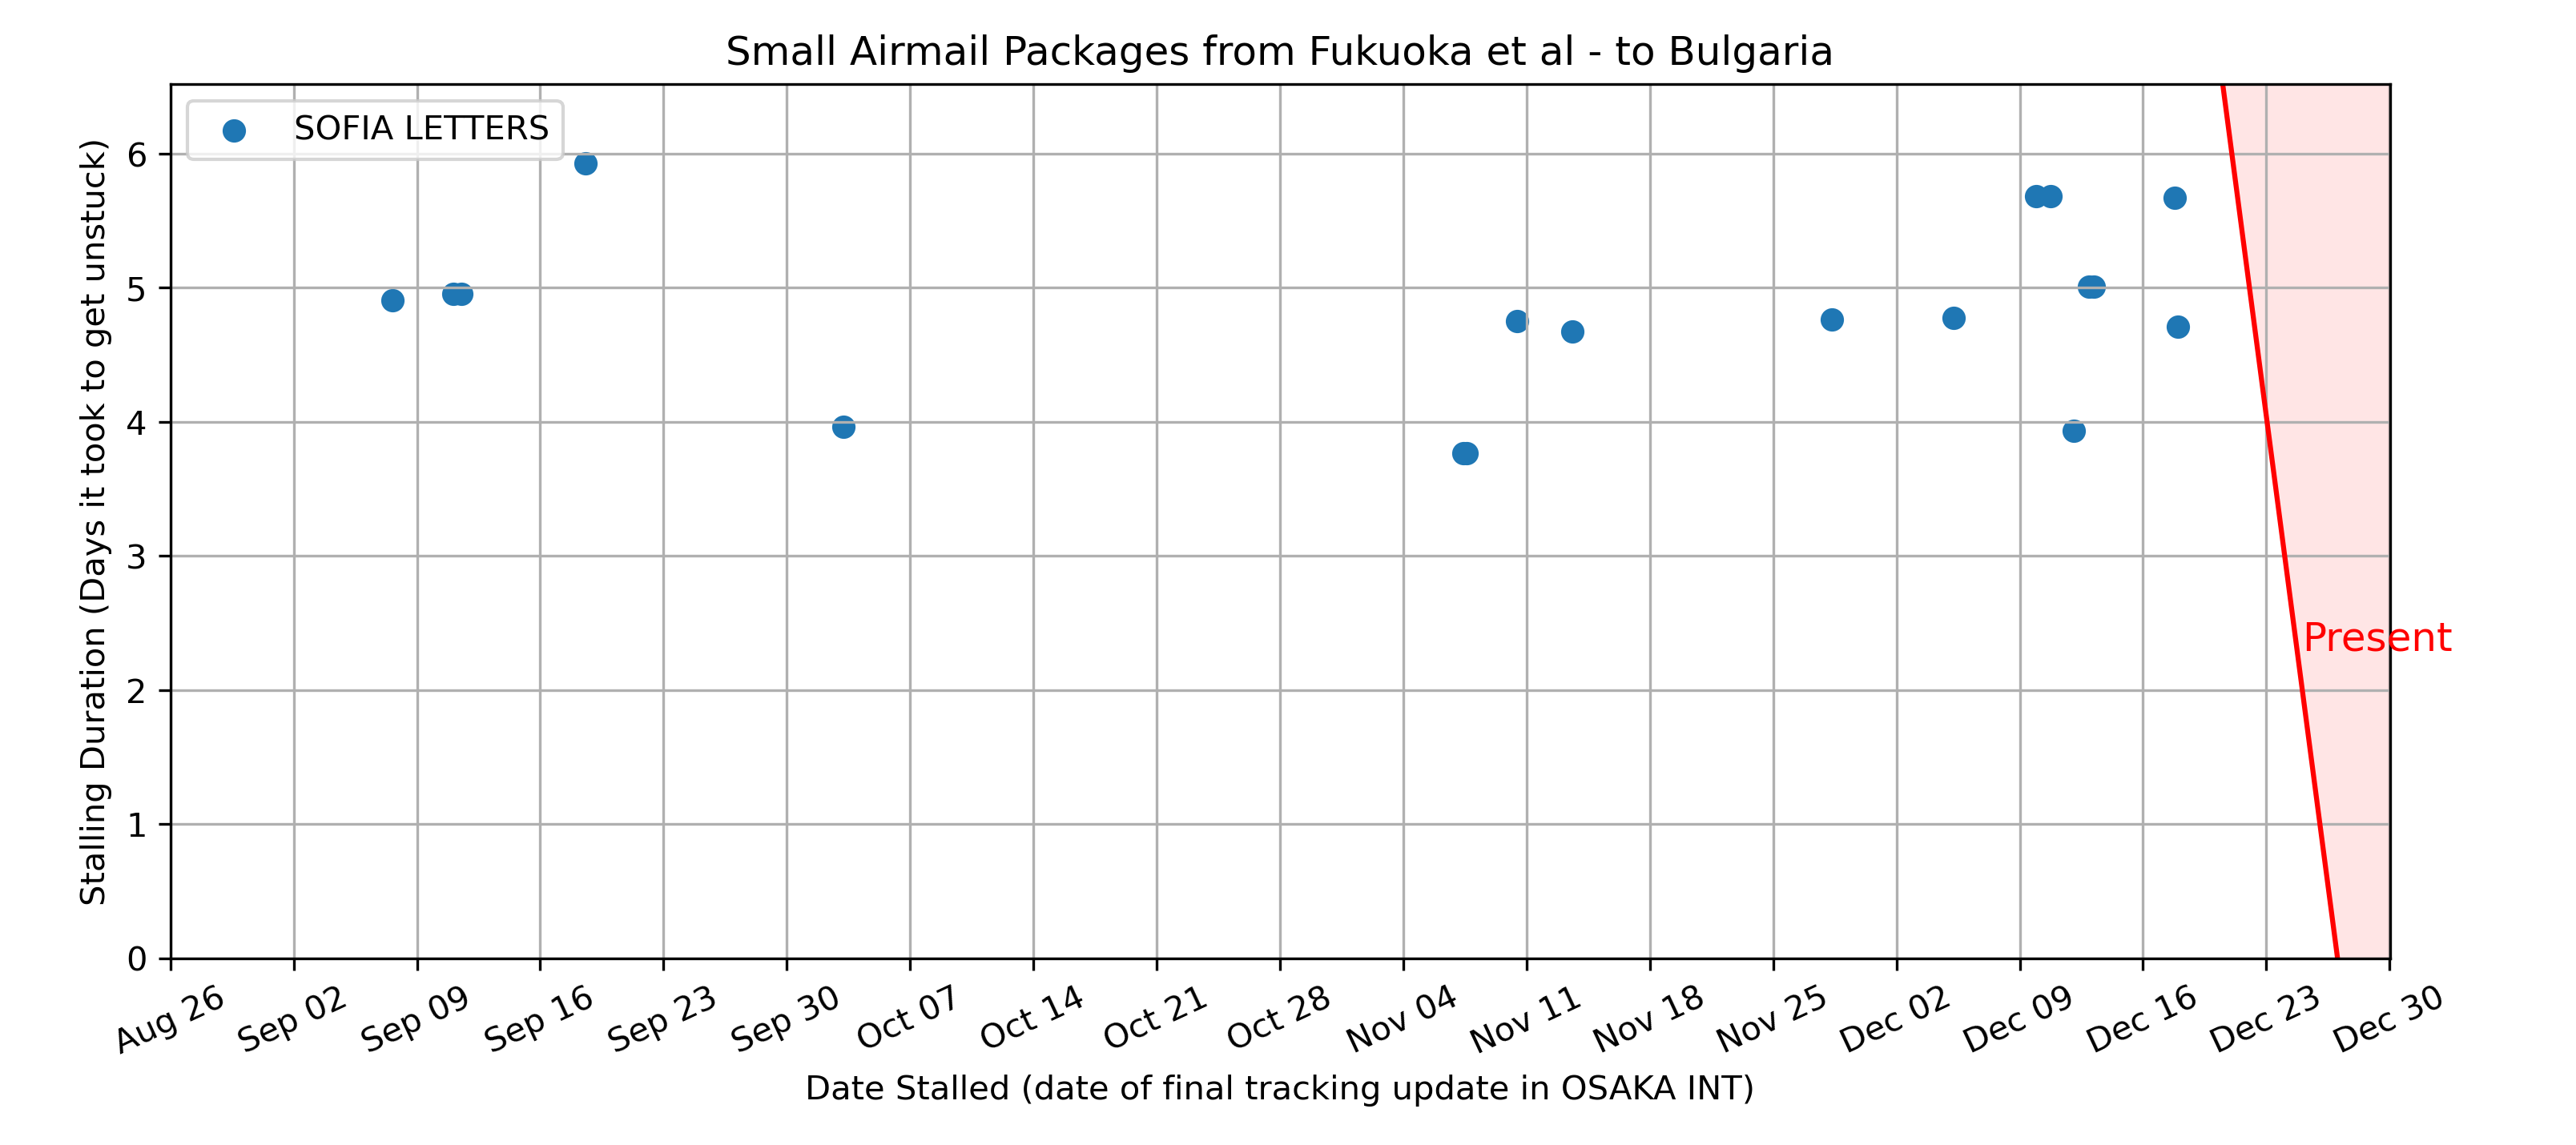 Small Airmail Packages from Fukuoka et al - to Bulgaria
SOFIA LETTERS
Stalling Duration (Days it took to get unstuck)
6
5
4
3
2
1
0
Present
Aug 26
Sep 02
Sep 09
Sep 16
Sep 23
Sep 30
Oct 07
Oct 14
Oct 21
Oct 28
Nov 04
Nov 11
Nov 18
Nov 25
Dec 02
Dec 09
Dec 16
Dec 23
Dec 30
Date Stalled (date of final tracking update in OSAKA INT)